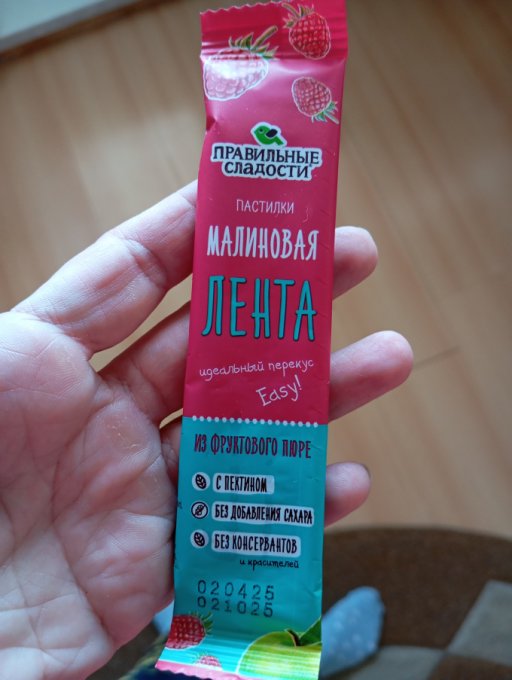 ПРАВИЛЬНЫЕ
СЛАДОСТИ
ПАСТИЛКИ
МАЛИНОВАЯ
ЛЕНТА
идеальный перекус
Easy!
ИЗ ФРУКТОВОГО ПЮРЕ
С ПЕКТИНОМ
БЕЗ ДОБАВЛЕНИЯ САХАРА
БЕЗ КОНСЕРВАНТОВ
и красителей
020425
021025